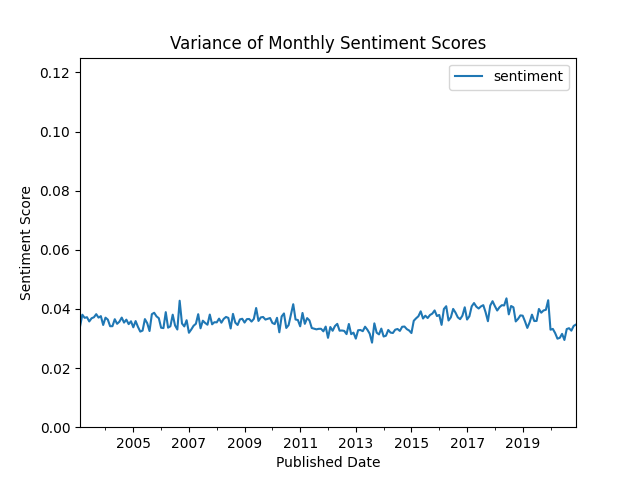 Variance of Monthly Sentiment Scores
sentiment
0.12
0.10
0.08
0.06
0.04
0.02
0.00
Sentiment Score
2005 2007 2009 2011 2013 2015 2017 2019
Published Date